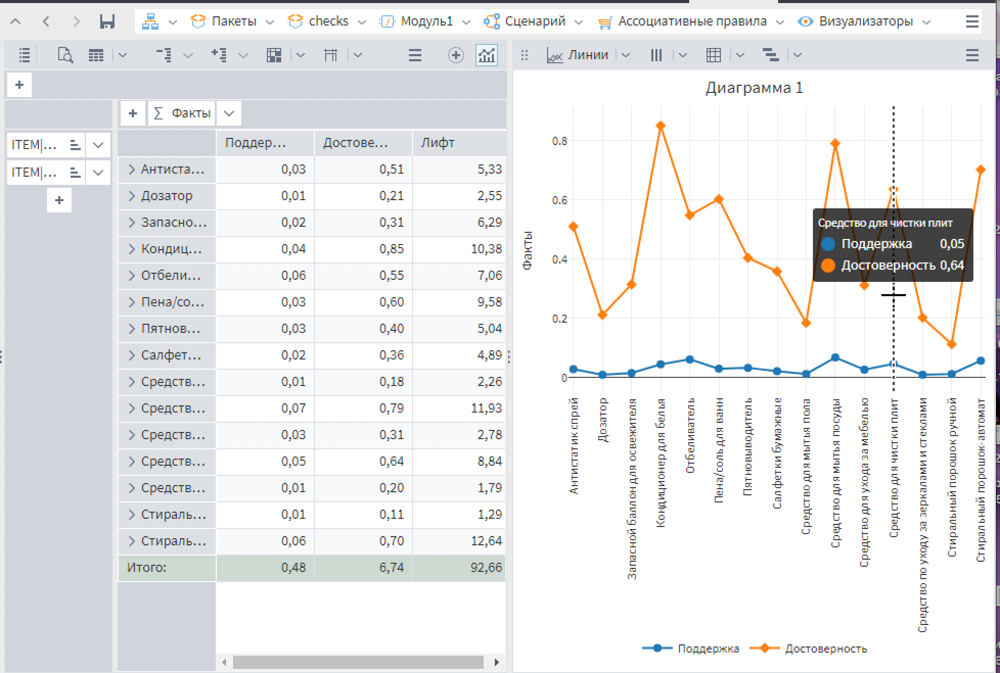 Пакеты checks Модуль1 Сценарий Ассоциативные правила Визуализаторы
Линии
+
+ Σ Факты
ITEM|...
ITEM|...
+
Поддер... Достове... Лифт
Антиста... 0,03 0,51 5,33
Дозатор 0,01 0,21 2,55
Запасно... 0,02 0,31 6,29
Кондиц... 0,04 0,85 10,38
Отбели... 0,06 0,55 7,06
Пена/со... 0,03 0,60 9,58
Пятнов... 0,03 0,40 5,04
Салфет... 0,02 0,36 4,89
Средств... 0,01 0,18 2,26
Средств... 0,07 0,79 11,93
Средств... 0,03 0,31 2,78
Средств... 0,05 0,64 8,84
Средств... 0,01 0,20 1,79
Стираль... 0,01 0,11 1,29
Стираль... 0,06 0,70 12,64
Итого: 0,48 6,74 92,66
Диаграмма 1
Факты
0.8
0.6
0.4
0.2
0
Средство для чистки плит
Поддержка 0,05
Достоверность 0,64
Антистатик спрей
Дозатор
Запасной баллон для освежителя
Кондиционер для белья
Отбеливатель
Пена/соль для ванн
Пятновыводитель
Салфетки бумажные
Средство для мытья пола
Средство для мытья посуды
Средство для ухода за мебелью
Средство для чистки плит
Средство по уходу за зеркалами и стеклами
Стиральный порошок ручной
Стиральный порошок-автомат
Поддержка Достоверность